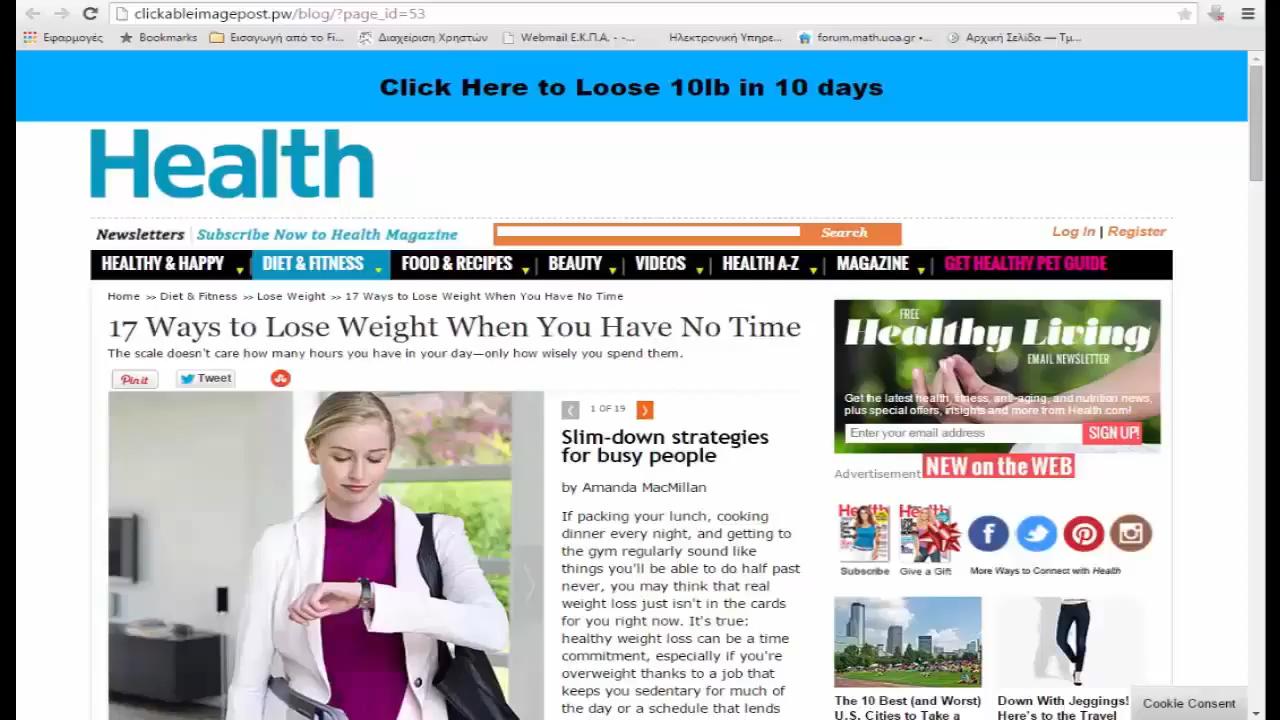 clickableimagepost.pw/blog/?page_id=53
Εφαρμογές Bookmarks Εισαγωγή από το Fi... Διαχείριση Χρηστών Webmail Ε.Κ.Π.Α. - -... Ηλεκτρονική Υπηρε... forum.math.uoa.gr •... Αρχική Σελίδα — Τμ...
Click Here to Loose 10lb in 10 days
Health
Newsletters | Subscribe Now to Health Magazine
Search
Log In | Register
HEALTHY & HAPPY | DIET & FITNESS | FOOD & RECIPES | BEAUTY | VIDEOS | HEALTH A-Z | MAGAZINE | GET HEALTHY PET GUIDE
Home >> Diet & Fitness >> Lose Weight >> 17 Ways to Lose Weight When You Have No Time
17 Ways to Lose Weight When You Have No Time
The scale doesn't care how many hours you have in your day—only how wisely you spend them.
Pin it Tweet
1 OF 19
Slim-down strategies
for busy people
by Amanda MacMillan
If packing your lunch, cooking
dinner every night, and getting to
the gym regularly sound like
things you'll be able to do half past
never, you may think that real
weight loss just isn't in the cards
for you right now. It's true:
healthy weight loss can be a time
commitment, especially if you're
overweight thanks to a job that
keeps you sedentary for much of
the day or a schedule that lends
FREE
Healthy Living
EMAIL NEWSLETTER
Get the latest health, fitness, anti-aging, and nutrition news,
plus special offers, insights and more from Health.com!
Enter your email address SIGN UP!
Advertisement NEW on the WEB
Health Health
Subscribe Give a Gift More Ways to Connect with Health
The 10 Best (and Worst)
U.S. Cities to Take a
Down With Jeggings!
Here's to the Travel
Cookie Consent